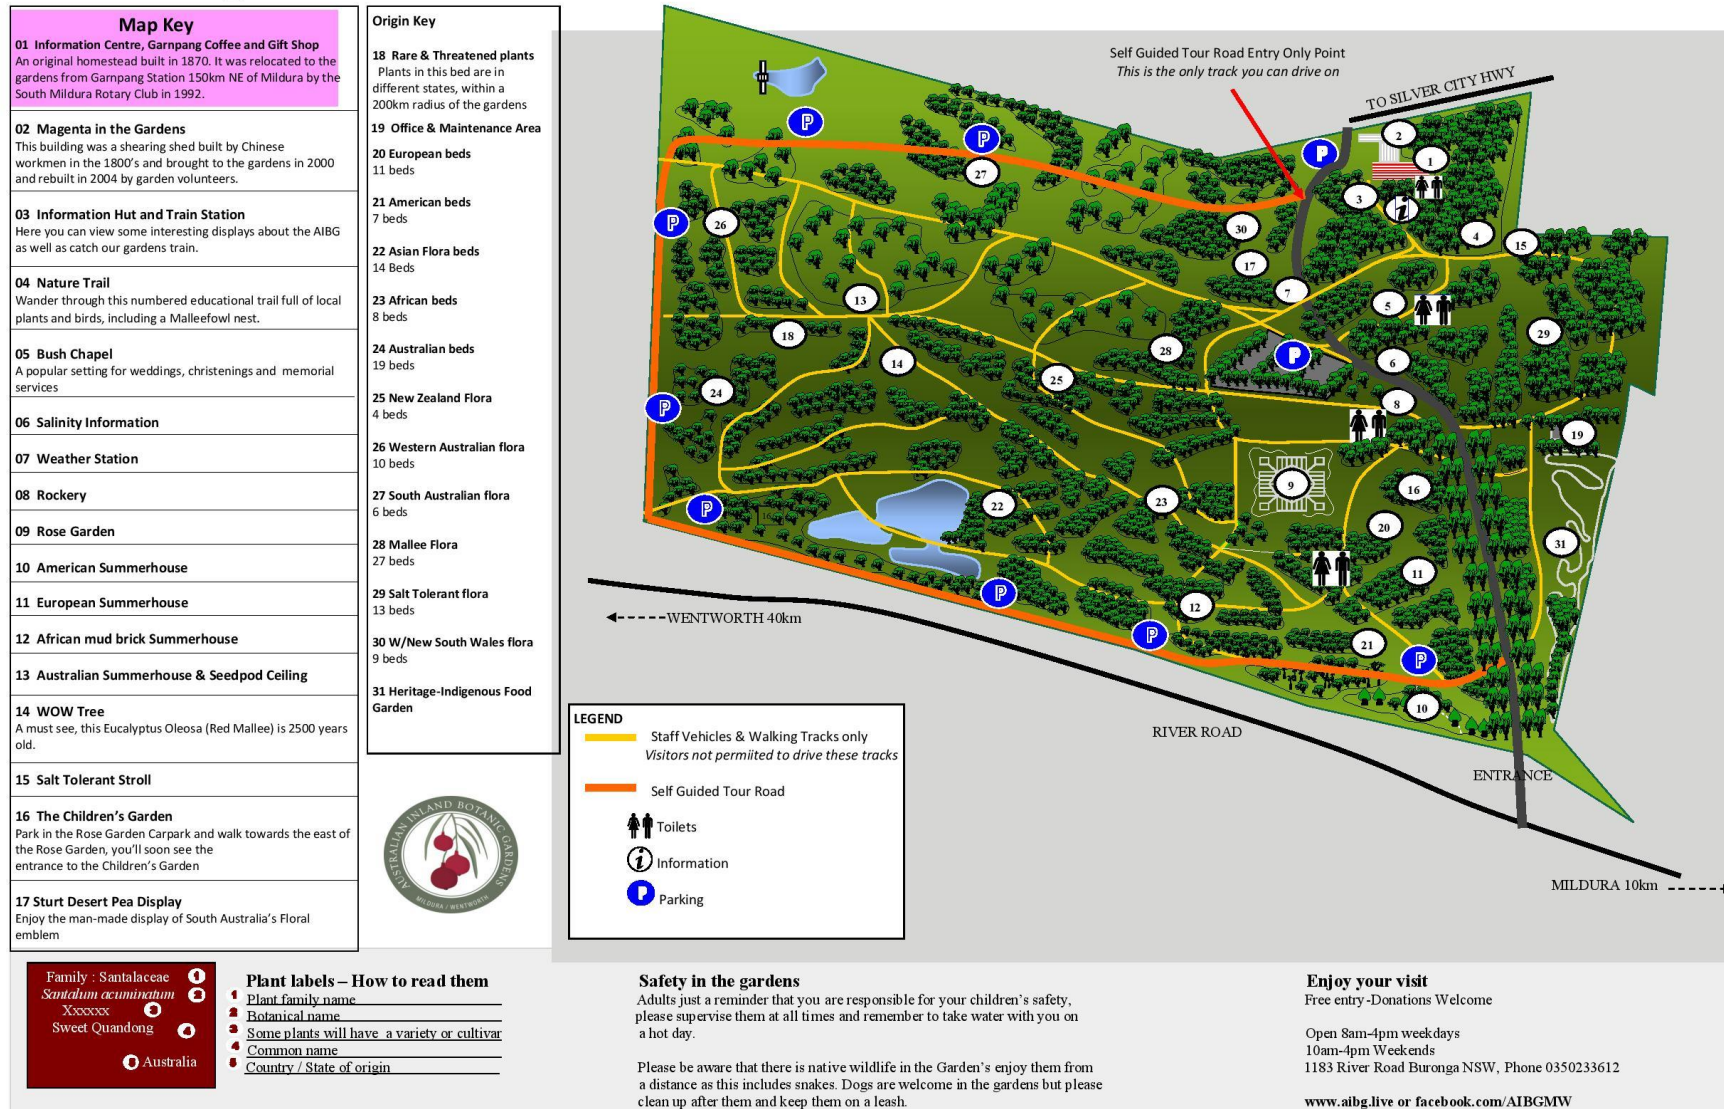 Map Key
01 Information Centre, Garnpang Coffee and Gift Shop
An original homestead built in 1870. It was relocated to the
gardens from Garnpang Station 150km NE of Mildura by the
South Mildura Rotary Club in 1992.
02 Magenta in the Gardens
This building was a shearing shed built by Chinese
workmen in the 1800's and brought to the gardens in 2000
and rebuilt in 2004 by garden volunteers.
03 Information Hut and Train Station
Here you can view some interesting displays about the AIBG
as well as catch our gardens train.
04 Nature Trail
Wander through this numbered educational trail full of local
plants and birds, including a Malleefowl nest.
05 Bush Chapel
A popular setting for weddings, christenings and memorial
services
06 Salinity Information
07 Weather Station
08 Rockery
09 Rose Garden
10 American Summerhouse
11 European Summerhouse
12 African mud brick Summerhouse
13 Australian Summerhouse & Seedpod Ceiling
14 WOW Tree
A must see, this Eucalyptus Oleosa (Red Mallee) is 2500 years
old.
15 Salt Tolerant Stroll
16 The Children's Garden
Park in the Rose Garden Carpark and walk towards the east of
the Rose Garden, you'll soon see the
entrance to the Children's Garden
17 Sturt Desert Pea Display
Enjoy the man-made display of South Australia's Floral
emblem
Origin Key
18 Rare & Threatened plants
Plants in this bed are in
different states, within a
200km radius of the gardens
19 Office & Maintenance Area
20 European beds
11 beds
21 American beds
7 beds
22 Asian Flora beds
14 Beds
23 African beds
8 beds
24 Australian beds
19 beds
25 New Zealand Flora
4 beds
26 Western Australian flora
10 beds
27 South Australian flora
6 beds
28 Mallee Flora
27 beds
29 Salt Tolerant flora
13 beds
30 W/New South Wales flora
9 beds
31 Heritage-Indigenous Food
Garden
AUSTRALIAN INLAND BOTANIC GARDENS
MILDURA / WENTWORTH
Self Guided Tour Road Entry Only Point
This is the only track you can drive on
TO SILVER CITY HWY
P
P
P
2
1
27
3
i
P
26
30
4
15
17
7
13
5
18
29
28
P
6
14
25
24
P
8
19
9
16
23
22
P
20
31
11
P
12
P
21
P
10
WENTWORTH 40km
RIVER ROAD
ENTRANCE
MILDURA 10km
LEGEND
Staff Vehicles & Walking Tracks only
Visitors not permiited to drive these tracks
Self Guided Tour Road
Toilets
i Information
P Parking
Family : Santalaceae 1
Santalum acuminatum 2
Xxxxxx 3
Sweet Quandong 4
5 Australia
Plant labels – How to read them
1 Plant family name
2 Botanical name
3 Some plants will have a variety or cultivar
4 Common name
5 Country / State of origin
Safety in the gardens
Adults just a reminder that you are responsible for your children's safety,
please supervise them at all times and remember to take water with you on
a hot day.
Please be aware that there is native wildlife in the Garden's enjoy them from
a distance as this includes snakes. Dogs are welcome in the gardens but please
clean up after them and keep them on a leash.
Enjoy your visit
Free entry-Donations Welcome
Open 8am-4pm weekdays
10am-4pm Weekends
1183 River Road Buronga NSW, Phone 0350233612
www.aibg.live or facebook.com/AIBGMW